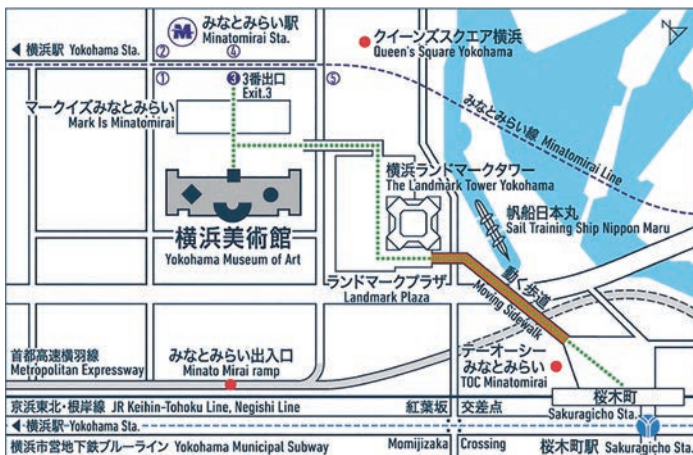 みなとみらい駅
Minatomirai Sta.
クイーンズスクエア横浜
Queen's Square Yokohama
N
横浜駅 Yokohama Sta.
② ④
① ③ 3番出口 ⑤
Exit.3
マークイズみなとみらい
Mark Is Minatomirai
みなとみらい線 Minatomirai Line
横浜ランドマークタワー
The Landmark Tower Yokohama
帆船日本丸
Sail Training Ship Nippon Maru
横浜美術館
Yokohama Museum of Art
ランドマークプラザ
Landmark Plaza
動く歩道
Moving Sidewalk
首都高速横羽線
Metropolitan Expressway
みなとみらい出入口
Minato Mirai ramp
テーオーシー
みなとみらい
TOC Minatomirai
桜木町
Sakuragicho Sta.
京浜東北・根岸線 JR Keihin-Tohoku Line, Negishi Line
紅葉坂 交差点
横浜駅 Yokohama Sta.
横浜市営地下鉄ブルーライン Yokohama Municipal Subway
Momijizaka Crossing
桜木町駅 Sakuragicho Sta.